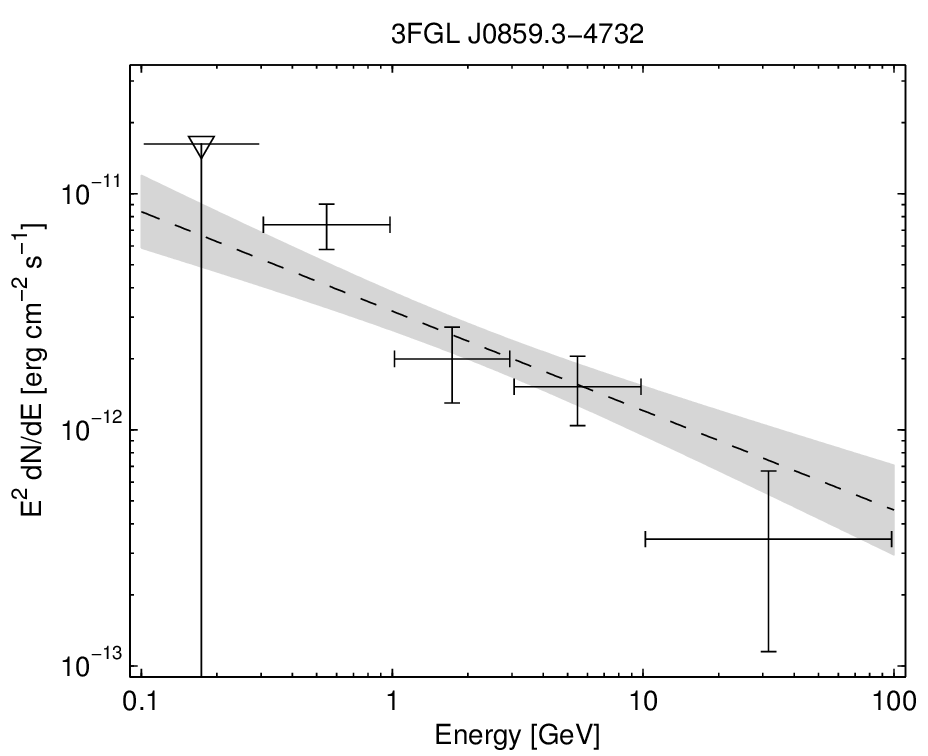 3FGL J0859.3−4732
E² dN/dE [erg cm⁻² s⁻¹]
10⁻¹¹
10⁻¹²
10⁻¹³
0.1 1 10 100
Energy [GeV]